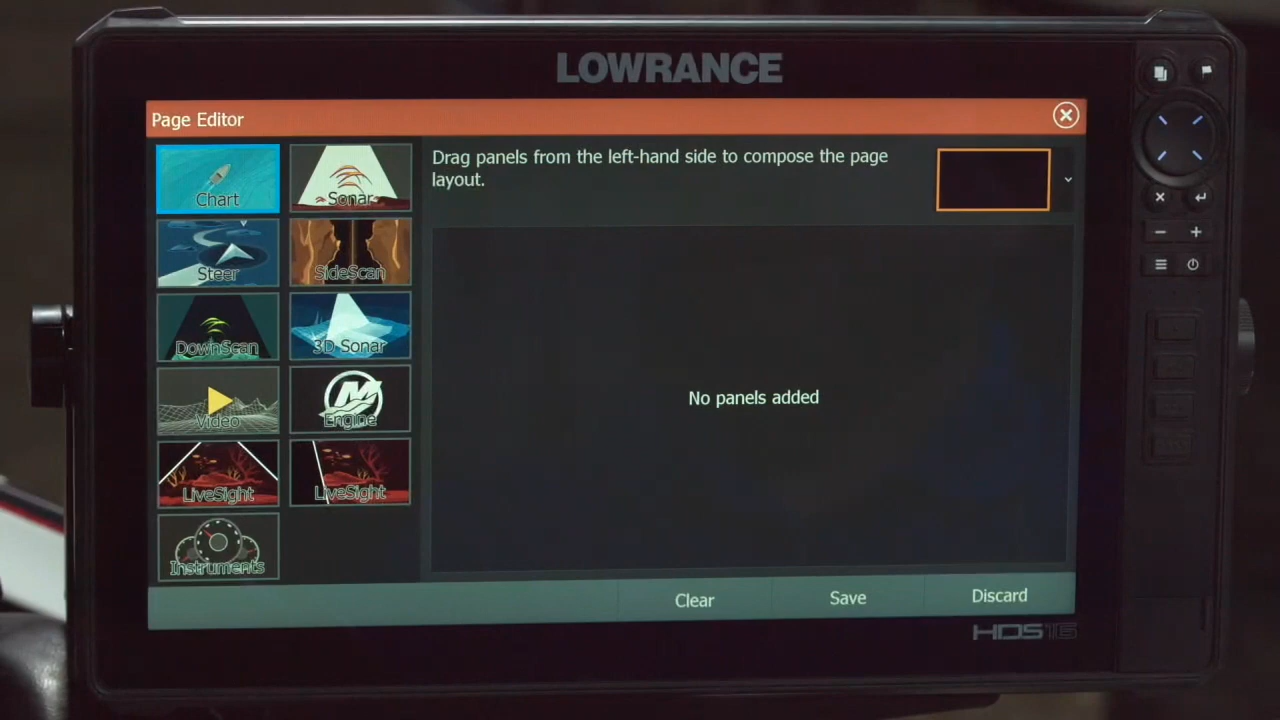 LOWRANCE
Page Editor
Drag panels from the left-hand side to compose the page
layout.
Chart
Sonar
Steer
SideScan
DownScan
3D Sonar
No panels added
Video
Engine
LiveSight
LiveSight
Instruments
Clear
Save
Discard
HDS16